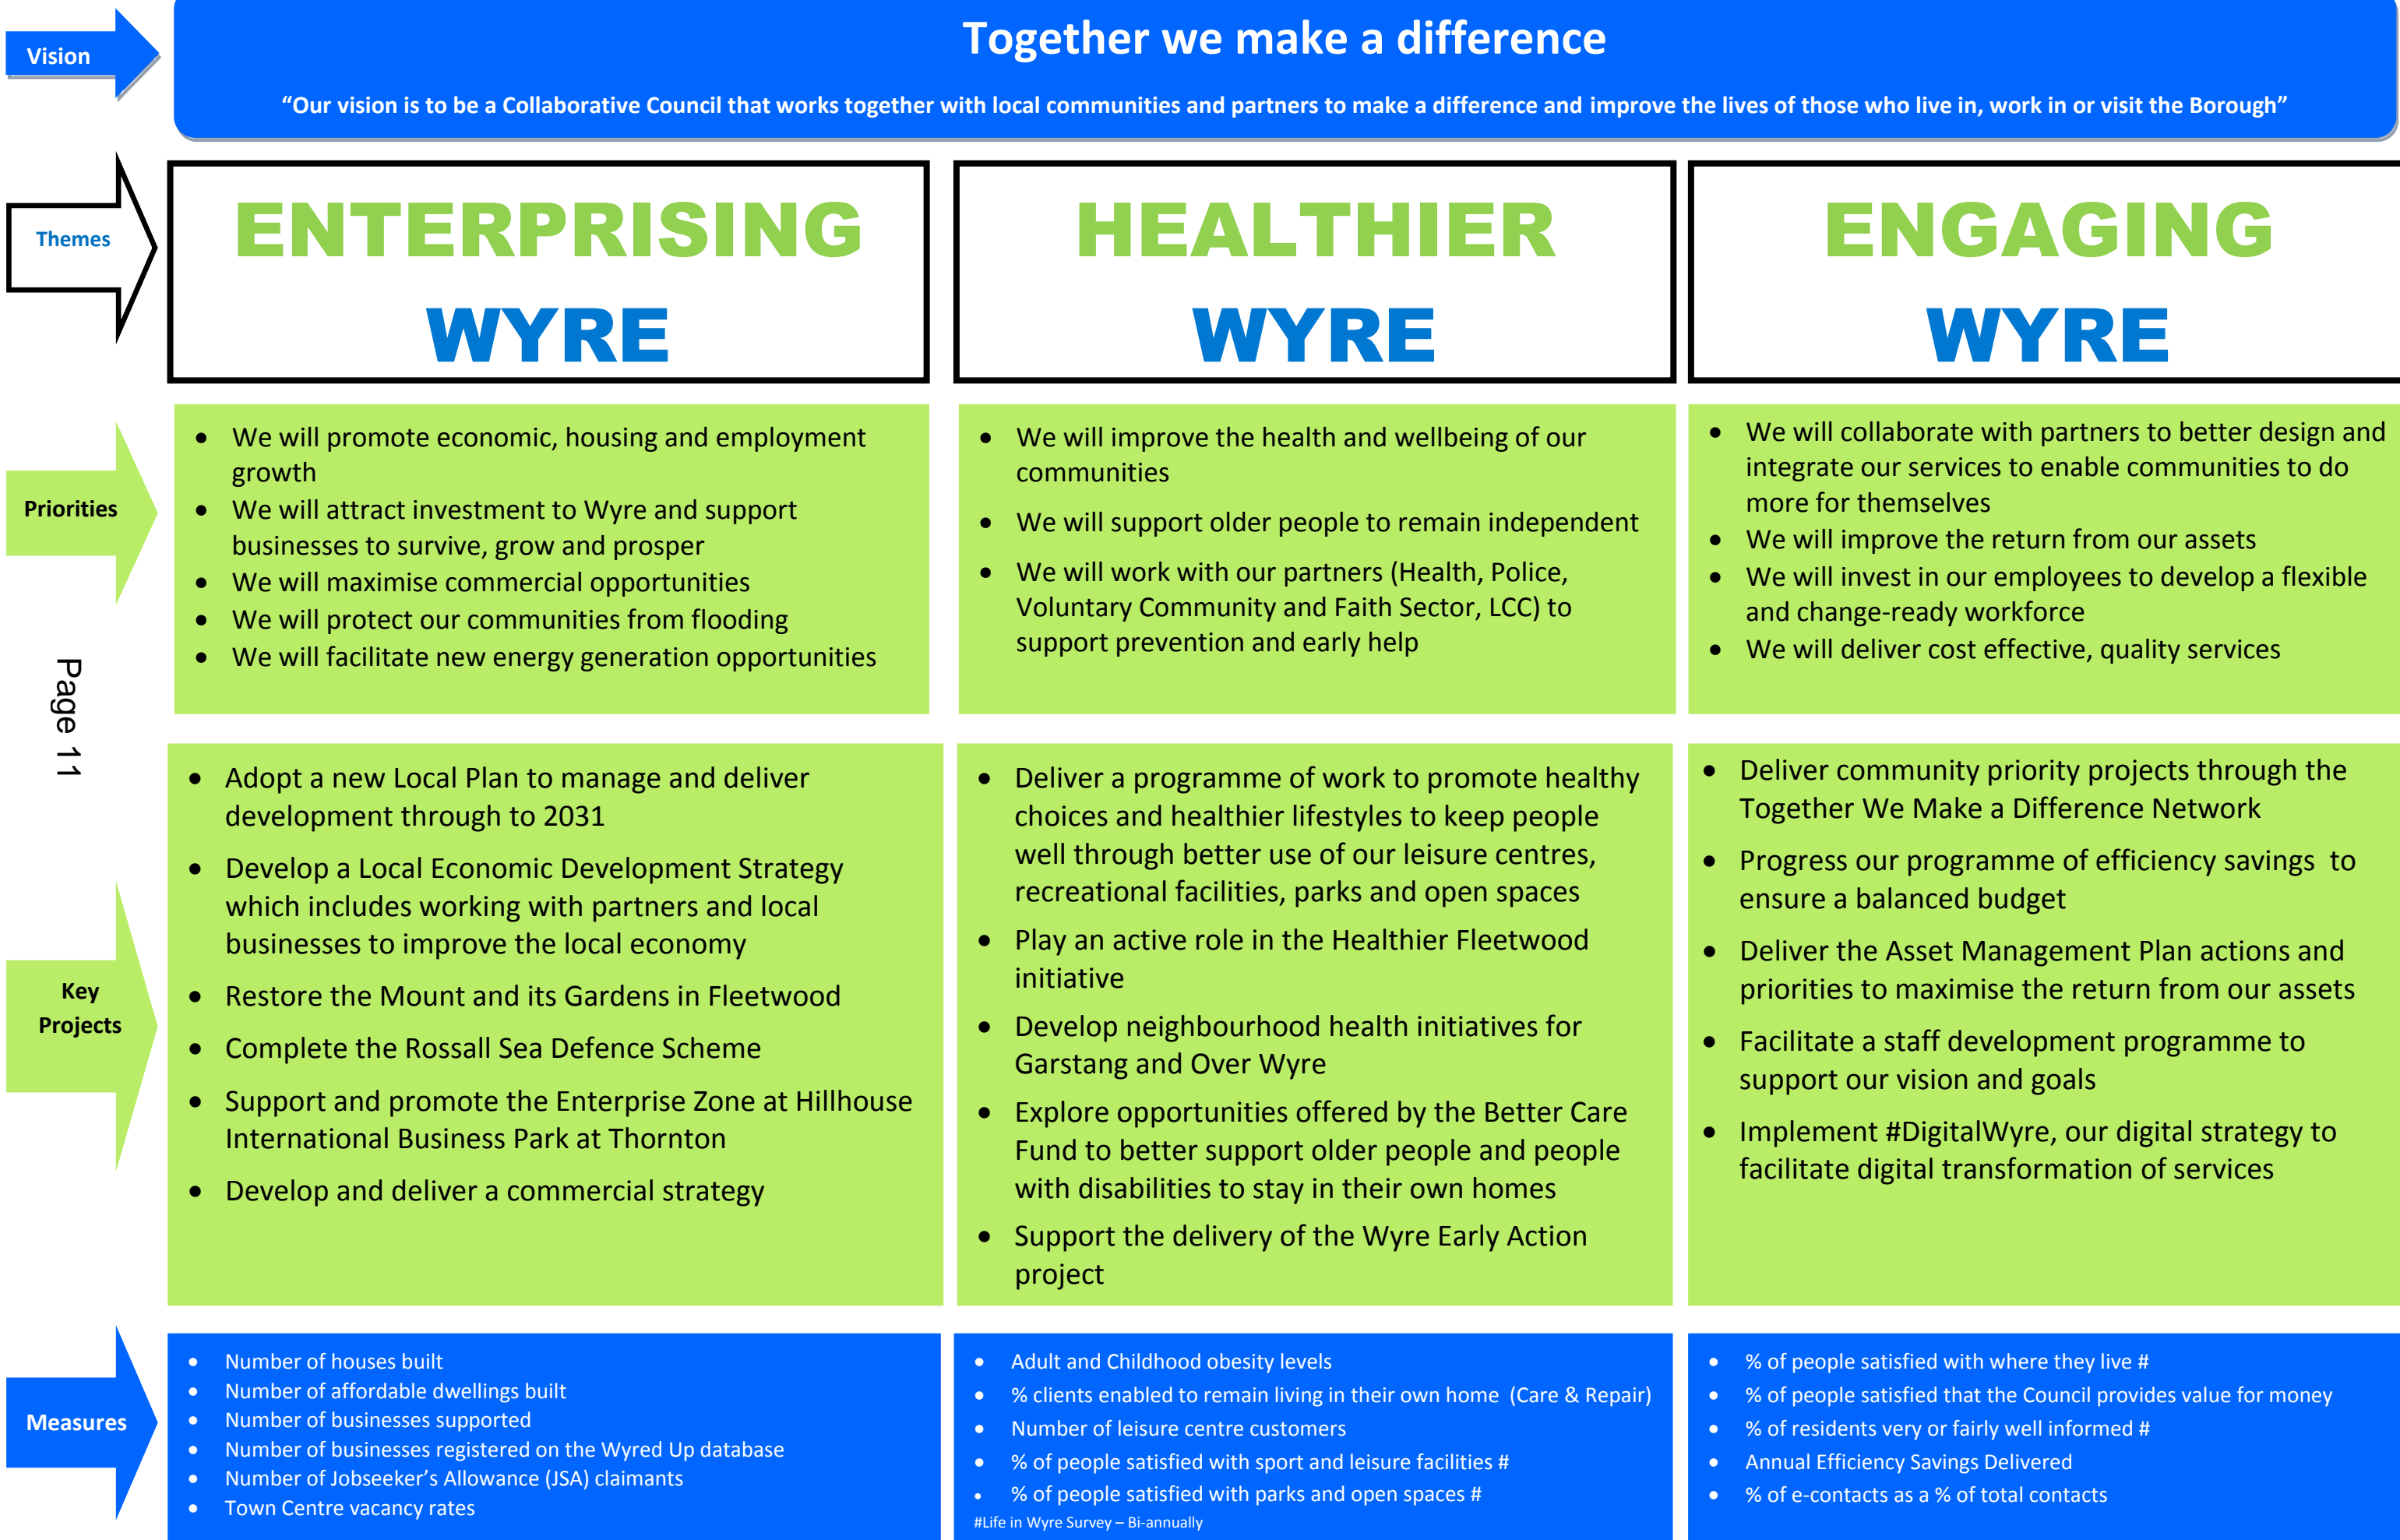 Vision
Together we make a difference
“Our vision is to be a Collaborative Council that works together with local communities and partners to make a difference and improve the lives of those who live in, work in or visit the Borough”
Themes
ENTERPRISING
WYRE
HEALTHIER
WYRE
ENGAGING
WYRE
Priorities
• We will promote economic, housing and employment
growth
• We will attract investment to Wyre and support
businesses to survive, grow and prosper
• We will maximise commercial opportunities
• We will protect our communities from flooding
• We will facilitate new energy generation opportunities
• We will improve the health and wellbeing of our
communities
• We will support older people to remain independent
• We will work with our partners (Health, Police,
Voluntary Community and Faith Sector, LCC) to
support prevention and early help
• We will collaborate with partners to better design and
integrate our services to enable communities to do
more for themselves
• We will improve the return from our assets
• We will invest in our employees to develop a flexible
and change-ready workforce
• We will deliver cost effective, quality services
Page 11
Key
Projects
• Adopt a new Local Plan to manage and deliver
development through to 2031
• Develop a Local Economic Development Strategy
which includes working with partners and local
businesses to improve the local economy
• Restore the Mount and its Gardens in Fleetwood
• Complete the Rossall Sea Defence Scheme
• Support and promote the Enterprise Zone at Hillhouse
International Business Park at Thornton
• Develop and deliver a commercial strategy
• Deliver a programme of work to promote healthy
choices and healthier lifestyles to keep people
well through better use of our leisure centres,
recreational facilities, parks and open spaces
• Play an active role in the Healthier Fleetwood
initiative
• Develop neighbourhood health initiatives for
Garstang and Over Wyre
• Explore opportunities offered by the Better Care
Fund to better support older people and people
with disabilities to stay in their own homes
• Support the delivery of the Wyre Early Action
project
• Deliver community priority projects through the
Together We Make a Difference Network
• Progress our programme of efficiency savings to
ensure a balanced budget
• Deliver the Asset Management Plan actions and
priorities to maximise the return from our assets
• Facilitate a staff development programme to
support our vision and goals
• Implement #DigitalWyre, our digital strategy to
facilitate digital transformation of services
Measures
• Number of houses built
• Number of affordable dwellings built
• Number of businesses supported
• Number of businesses registered on the Wyred Up database
• Number of Jobseeker’s Allowance (JSA) claimants
• Town Centre vacancy rates
• Adult and Childhood obesity levels
• % clients enabled to remain living in their own home (Care & Repair)
• Number of leisure centre customers
• % of people satisfied with sport and leisure facilities #
• % of people satisfied with parks and open spaces #
#Life in Wyre Survey – Bi-annually
• % of people satisfied with where they live #
• % of people satisfied that the Council provides value for money
• % of residents very or fairly well informed #
• Annual Efficiency Savings Delivered
• % of e-contacts as a % of total contacts